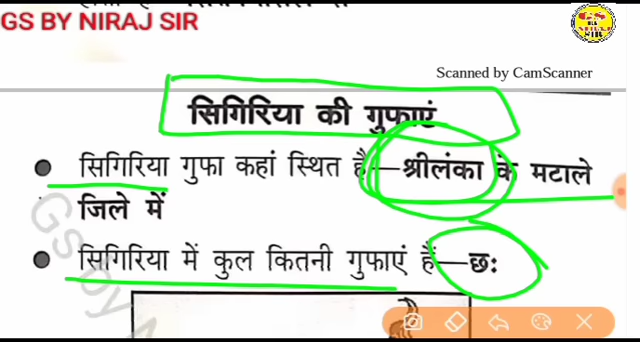 GS BY NIRAJ SIR
Scanned by CamScanner
सिगिरिया की गुफाएं
सिगिरिया गुफा कहां स्थित है—श्रीलंका के मटाले
जिले में
सिगिरिया में कुल कितनी गुफाएं हैं—छः